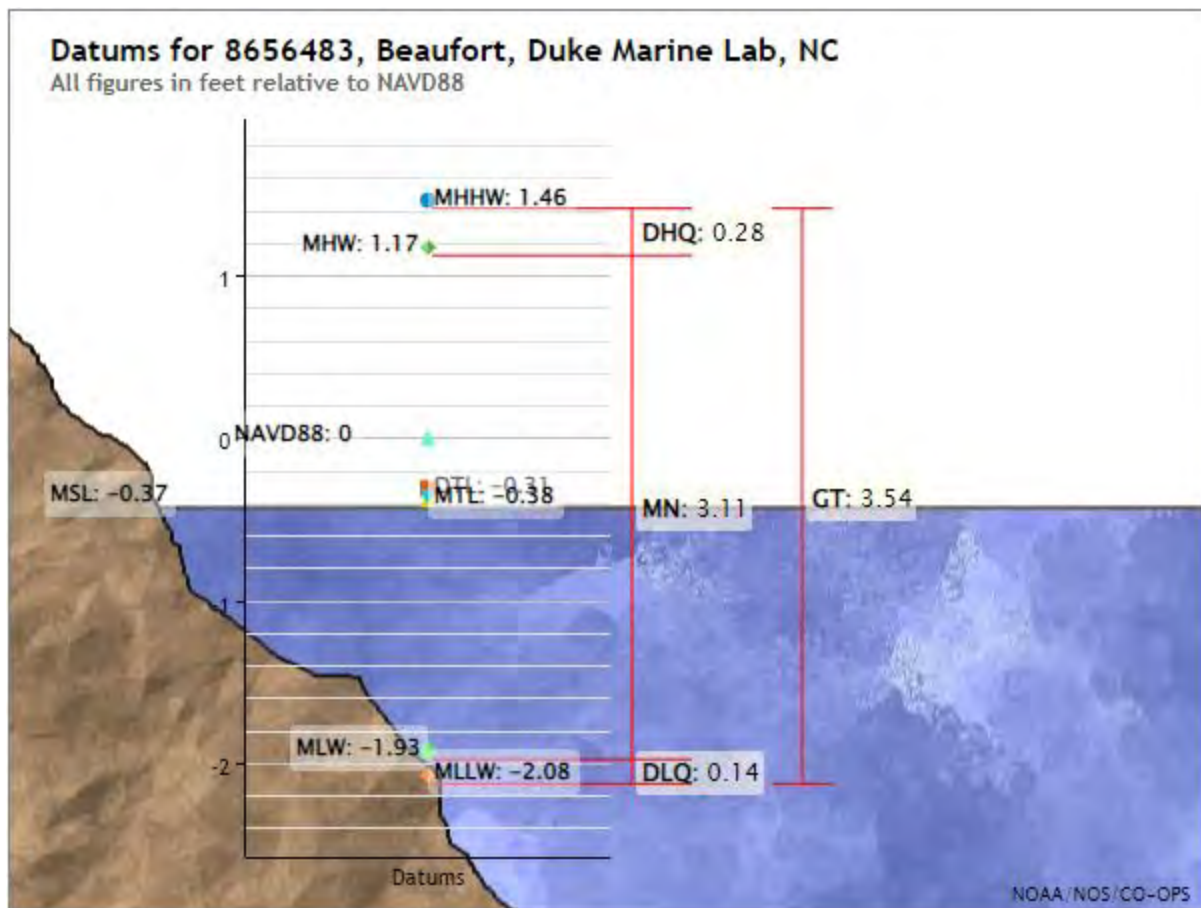 Datums for 8656483, Beaufort, Duke Marine Lab, NC
All figures in feet relative to NAVD88
MHHW: 1.46
DHQ: 0.28
MHW: 1.17
1
0
NAVD88: 0
DTL: -0.31
MSL: -0.37
MTL: -0.38
MN: 3.11
GT: 3.54
-1
MLW: -1.93
-2
MLLW: -2.08
DLQ: 0.14
Datums
NOAA/NOS/CO-OPS